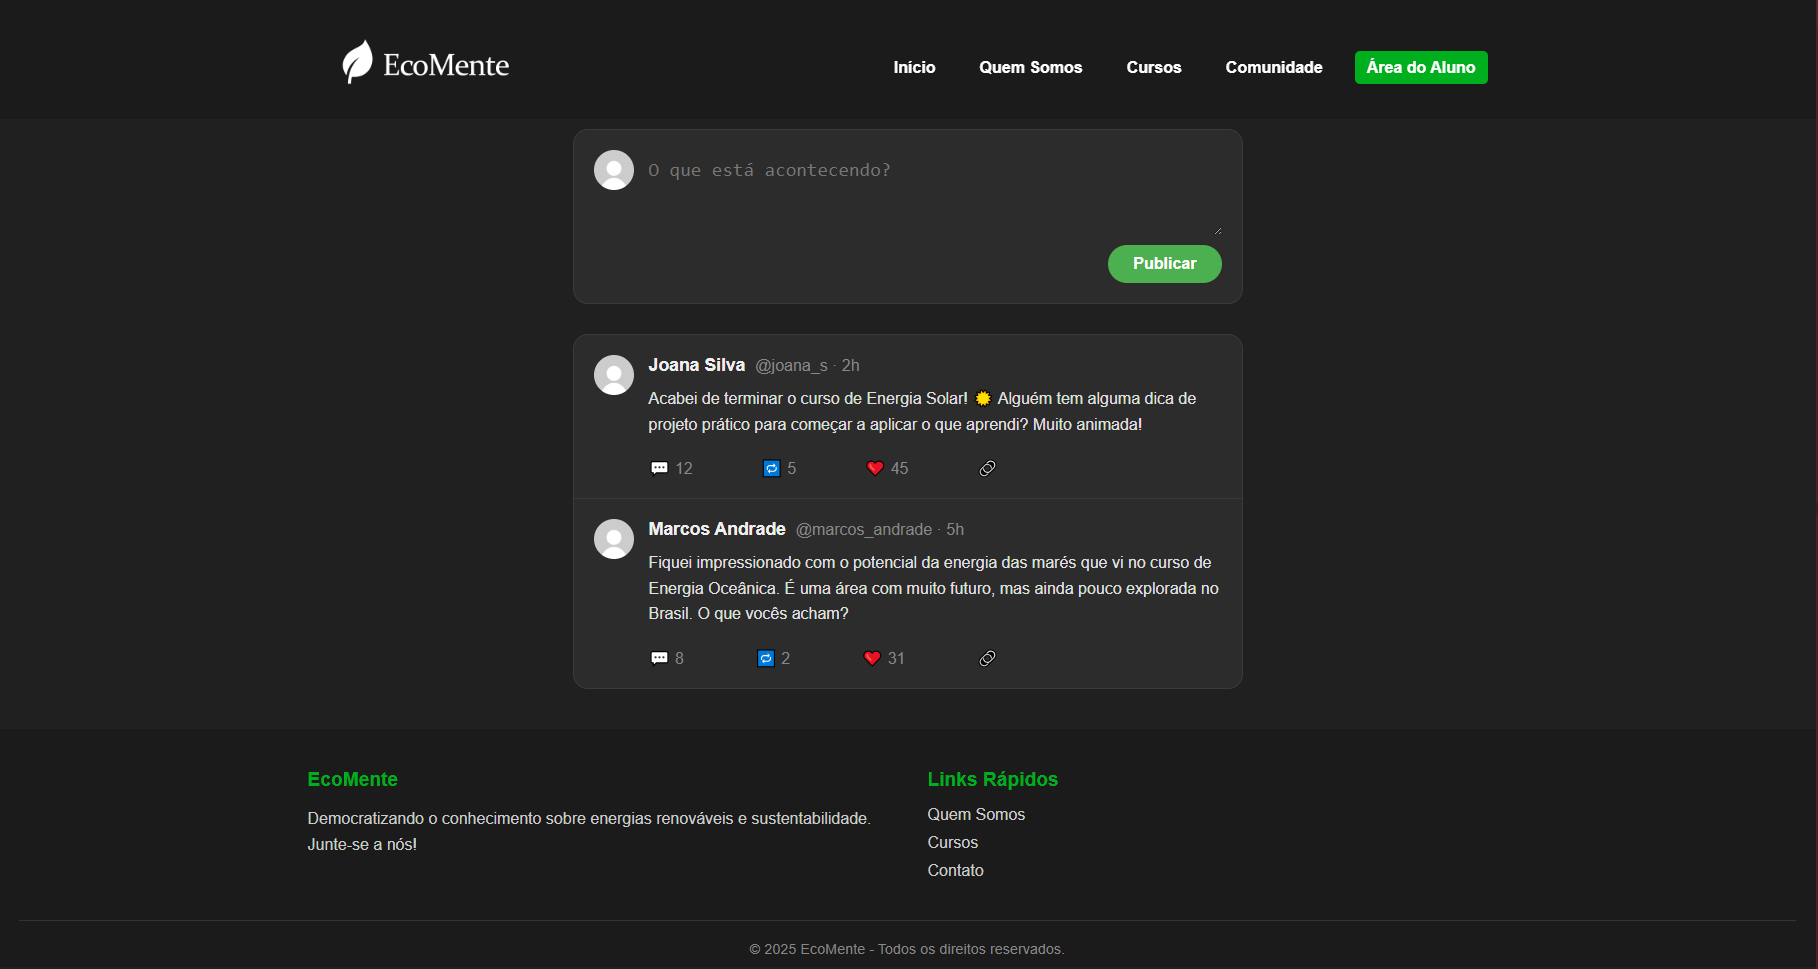 EcoMente
Início Quem Somos Cursos Comunidade Área do Aluno
O que está acontecendo?
Publicar
Joana Silva @joana_s · 2h
Acabei de terminar o curso de Energia Solar! ☀️ Alguém tem alguma dica de
projeto prático para começar a aplicar o que aprendi? Muito animada!
💬 12 🔁 5 ❤️ 45 🔗
Marcos Andrade @marcos_andrade · 5h
Fiquei impressionado com o potencial da energia das marés que vi no curso de
Energia Oceânica. É uma área com muito futuro, mas ainda pouco explorada no
Brasil. O que vocês acham?
💬 8 🔁 2 ❤️ 31 🔗
EcoMente
Democratizando o conhecimento sobre energias renováveis e sustentabilidade.
Junte-se a nós!
Links Rápidos
Quem Somos
Cursos
Contato
© 2025 EcoMente - Todos os direitos reservados.